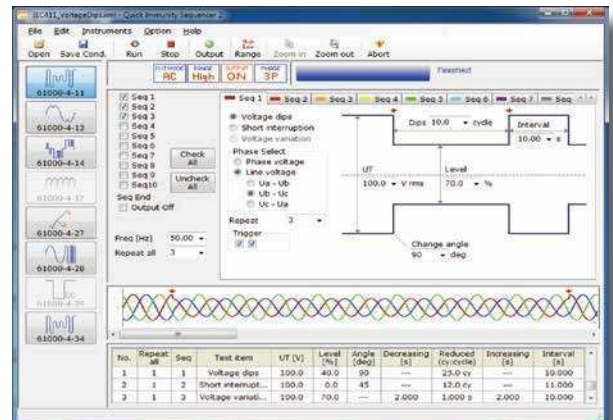 IEC411_VoltageDips.xml - Quick Immunity Sequencer 2
File Edit Instruments Option Help
Open Save Cond. Run Stop Output Range Zoom in Zoom out Abort
AC High ON 3P
Finished
61000-4-11
61000-4-13
61000-4-14
61000-4-17
61000-4-27
61000-4-28
61000-4-29
61000-4-34
Seq 1
Seq 2
Seq 3
Seq 4
Seq 5
Seq 6
Seq 7
Seq 8
Seq 9
Seq10
Check All
Uncheck All
Seq End
Output Off
Freq [Hz] 50.00
Repeat all 3
Seq 1 Seq 2 Seq 3 Seq 4 Seq 5 Seq 6 Seq 7 Seq
Voltage dips
Short interruption
Voltage variation
Phase Select
Phase voltage
Line voltage
Ua - Ub
Ub - Uc
Uc - Ua
Repeat 3
Trigger
Dips 10.0 cycle
Interval
10.00 s
UT
100.0 V rms
Level
70.0 %
Change angle
90 deg
No. Repeat all Seq Test item UT [V] Level [%] Angle [deg] Decreasing [s] Reduced (cy:cycle) Increasing [s] Interval [s]
1 1 1 Voltage dips 100.0 40.0 90 --- 25.0 cy --- 10.000
2 1 2 Short interrupt... 100.0 0.0 45 --- 12.0 cy --- 11.000
3 1 3 Voltage variati... 100.0 70.0 --- 2.000 1.000 s 2.000 10.000